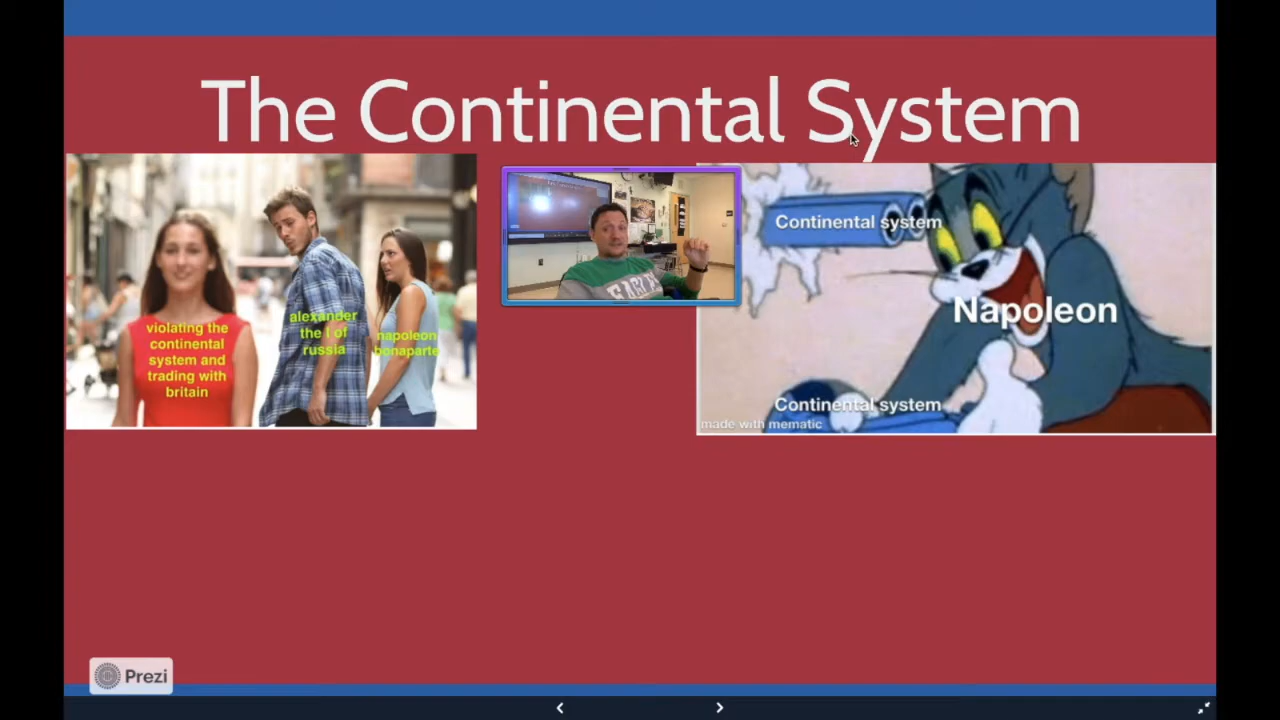 The Continental System
violating the
continental
system and
trading with
britain
alexander
the I of
russia
napoleon
bonaparte
Continental system
Napoleon
Continental system
made with mematic
Prezi